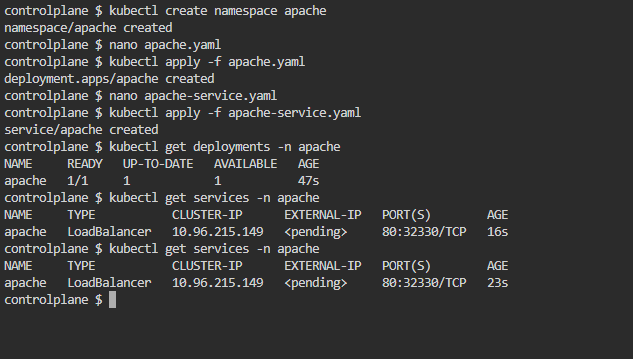 controlplane $ kubectl create namespace apache
namespace/apache created
controlplane $ nano apache.yaml
controlplane $ kubectl apply -f apache.yaml
deployment.apps/apache created
controlplane $ nano apache-service.yaml
controlplane $ kubectl apply -f apache-service.yaml
service/apache created
controlplane $ kubectl get deployments -n apache
NAME     READY   UP-TO-DATE   AVAILABLE   AGE
apache   1/1     1            1           47s
controlplane $ kubectl get services -n apache
NAME     TYPE           CLUSTER-IP      EXTERNAL-IP   PORT(S)        AGE
apache   LoadBalancer   10.96.215.149   <pending>     80:32330/TCP   16s
controlplane $ kubectl get services -n apache
NAME     TYPE           CLUSTER-IP      EXTERNAL-IP   PORT(S)        AGE
apache   LoadBalancer   10.96.215.149   <pending>     80:32330/TCP   23s
controlplane $